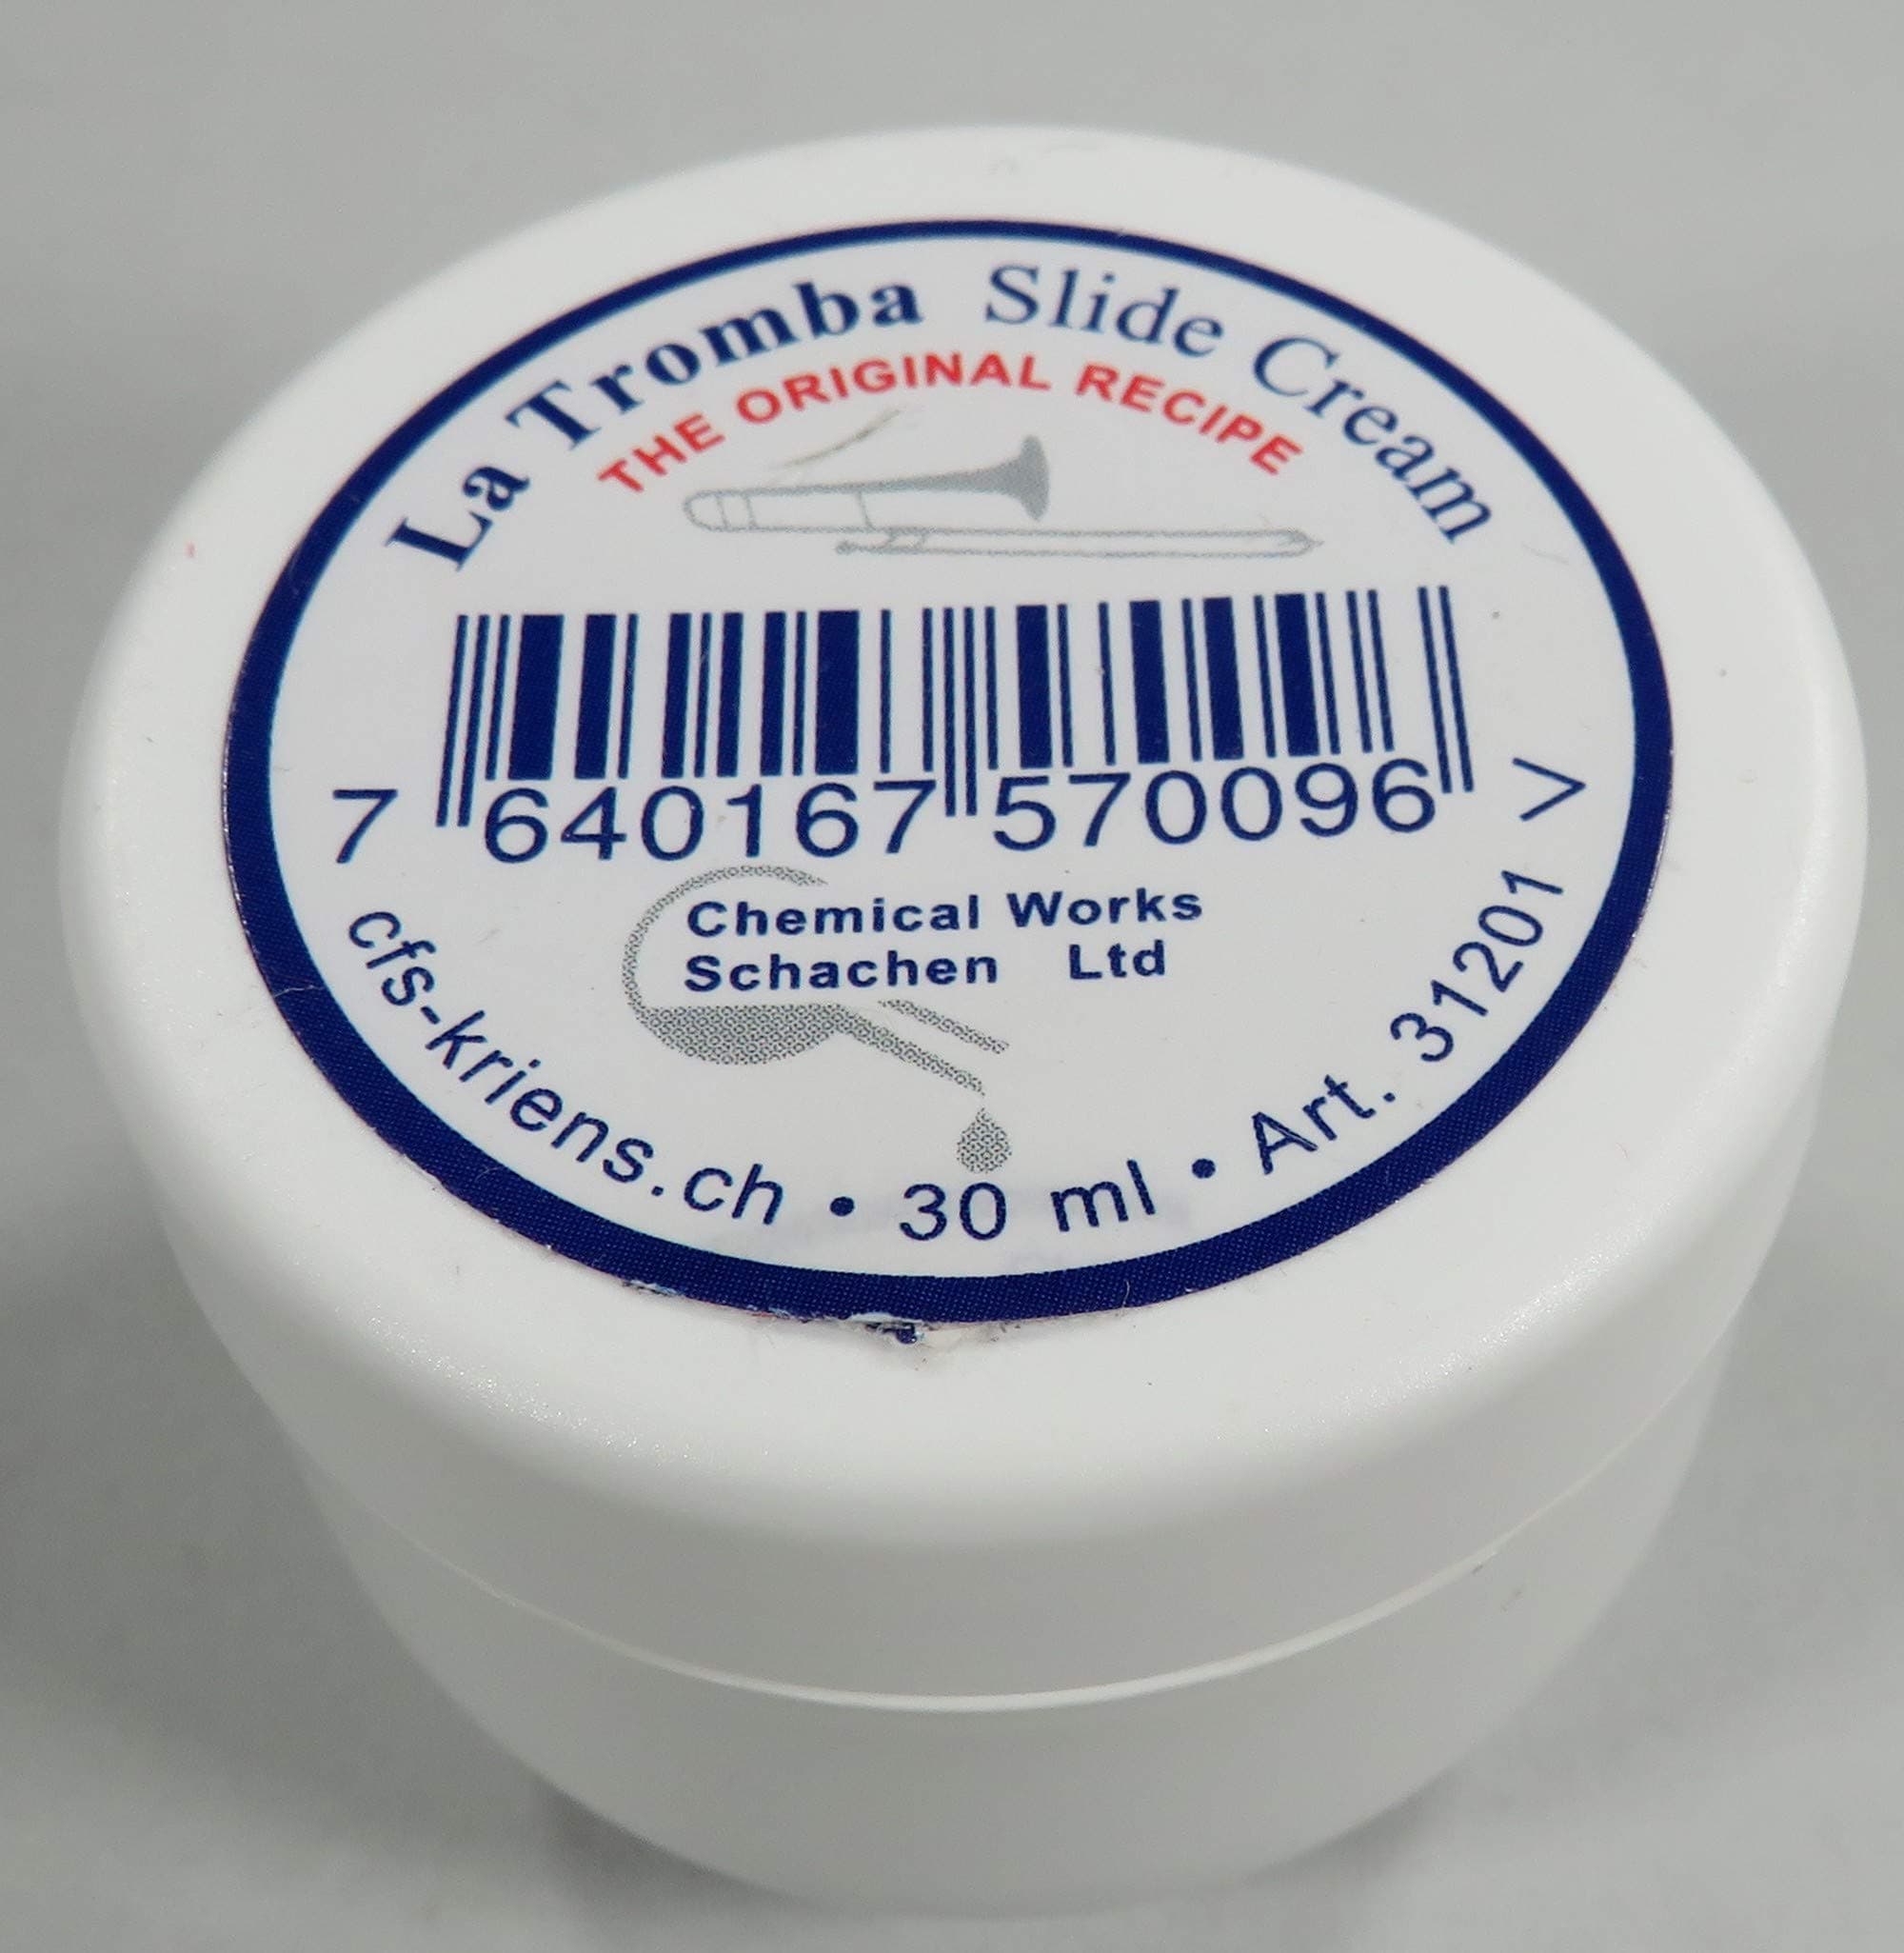 La Tromba Slide Cream
THE ORIGINAL RECIPE
7 640167 570096 >
Chemical Works
Schachen Ltd
cfs-kriens.ch • 30 ml • Art. 31201